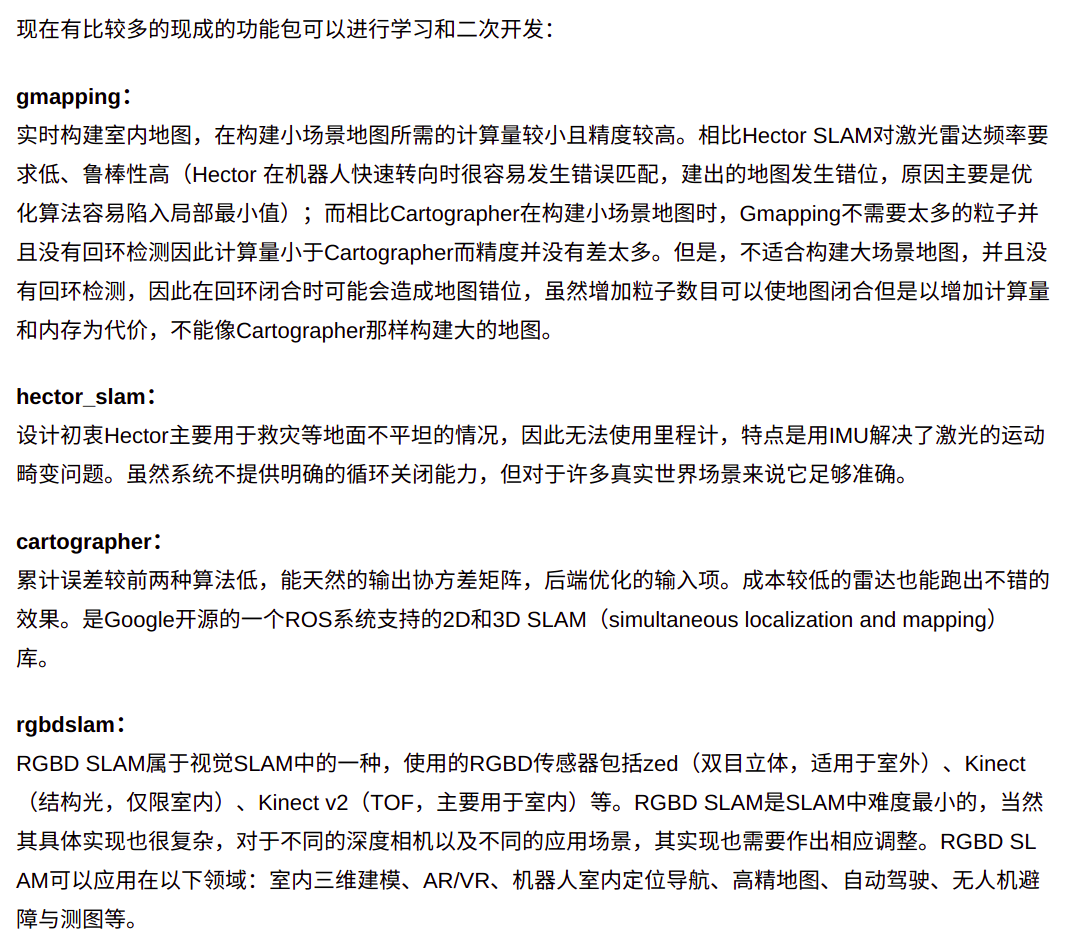 现在有比较多的现成的功能包可以进行学习和二次开发：
gmapping：
实时构建室内地图，在构建小场景地图所需的计算量较小且精度较高。相比Hector SLAM对激光雷达频率要
求低、鲁棒性高（Hector 在机器人快速转向时很容易发生错误匹配，建出的地图发生错位，原因主要是优
化算法容易陷入局部最小值）；而相比Cartographer在构建小场景地图时，Gmapping不需要太多的粒子并
且没有回环检测因此计算量小于Cartographer而精度并没有差太多。但是，不适合构建大场景地图，并且没
有回环检测，因此在回环闭合时可能会造成地图错位，虽然增加粒子数目可以使地图闭合但是以增加计算量
和内存为代价，不能像Cartographer那样构建大的地图。
hector_slam：
设计初衷Hector主要用于救灾等地面不平坦的情况，因此无法使用里程计，特点是用IMU解决了激光的运动
畸变问题。虽然系统不提供明确的循环关闭能力，但对于许多真实世界场景来说它足够准确。
cartographer：
累计误差较前两种算法低，能天然的输出协方差矩阵，后端优化的输入项。成本较低的雷达也能跑出不错的
效果。是Google开源的一个ROS系统支持的2D和3D SLAM（simultaneous localization and mapping）
库。
rgbdslam：
RGBD SLAM属于视觉SLAM中的一种，使用的RGBD传感器包括zed（双目立体，适用于室外）、Kinect
（结构光，仅限室内）、Kinect v2（TOF，主要用于室内）等。RGBD SLAM是SLAM中难度最小的，当然
其具体实现也很复杂，对于不同的深度相机以及不同的应用场景，其实现也需要作出相应调整。RGBD SL
AM可以应用在以下领域：室内三维建模、AR/VR、机器人室内定位导航、高精地图、自动驾驶、无人机避
障与测图等。